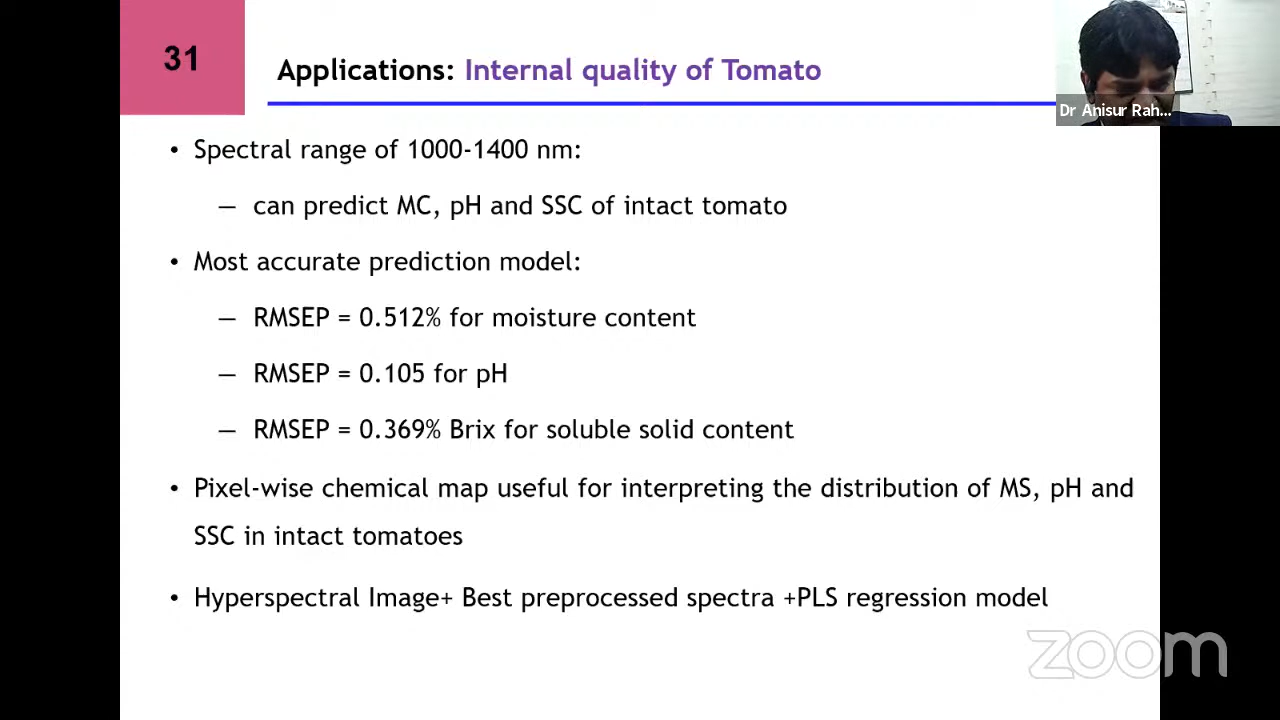 31
Applications: Internal quality of Tomato
Dr Anisur Rah...
• Spectral range of 1000-1400 nm:
— can predict MC, pH and SSC of intact tomato
• Most accurate prediction model:
— RMSEP = 0.512% for moisture content
— RMSEP = 0.105 for pH
— RMSEP = 0.369% Brix for soluble solid content
• Pixel-wise chemical map useful for interpreting the distribution of MS, pH and
SSC in intact tomatoes
• Hyperspectral Image+ Best preprocessed spectra +PLS regression model
zoom